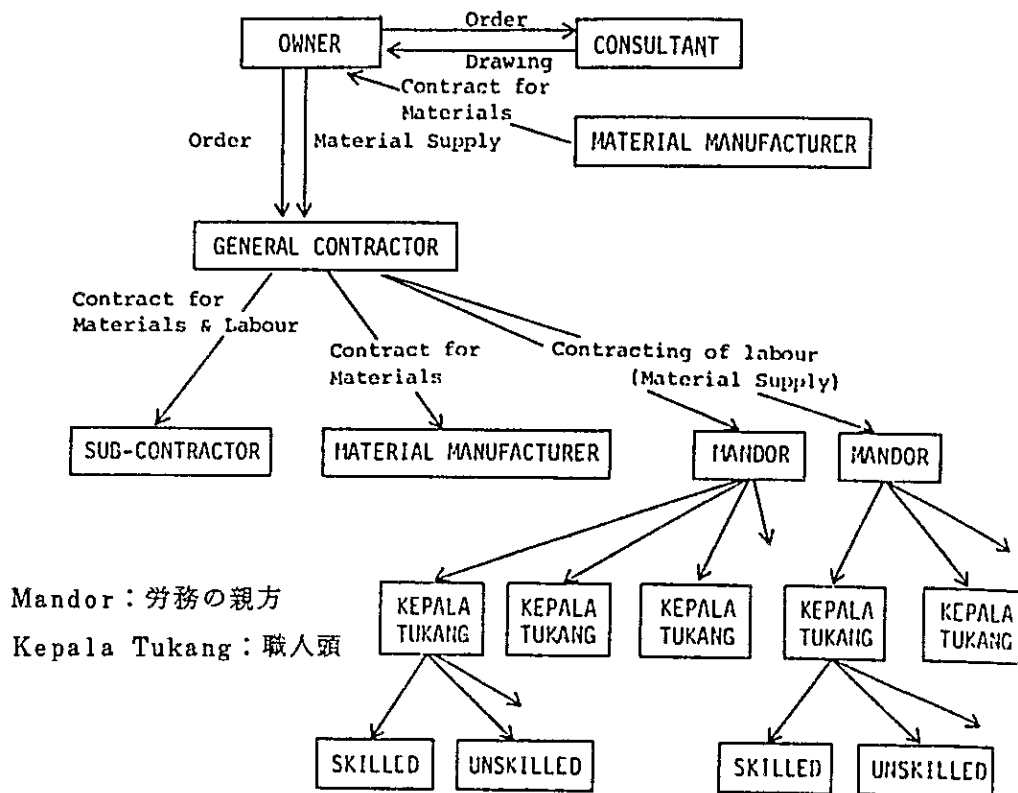 Order
OWNER
CONSULTANT
Drawing
Contract for
Materials
Order
Material Supply
MATERIAL MANUFACTURER
GENERAL CONTRACTOR
Contract for
Materials & Labour
Contract for
Materials
Contracting of labour
(Material Supply)
SUB-CONTRACTOR
MATERIAL MANUFACTURER
MANDOR
MANDOR
Mandor：労務の親方
Kepala Tukang：職人頭
KEPALA
TUKANG
KEPALA
TUKANG
KEPALA
TUKANG
KEPALA
TUKANG
KEPALA
TUKANG
SKILLED
UNSKILLED
SKILLED
UNSKILLED